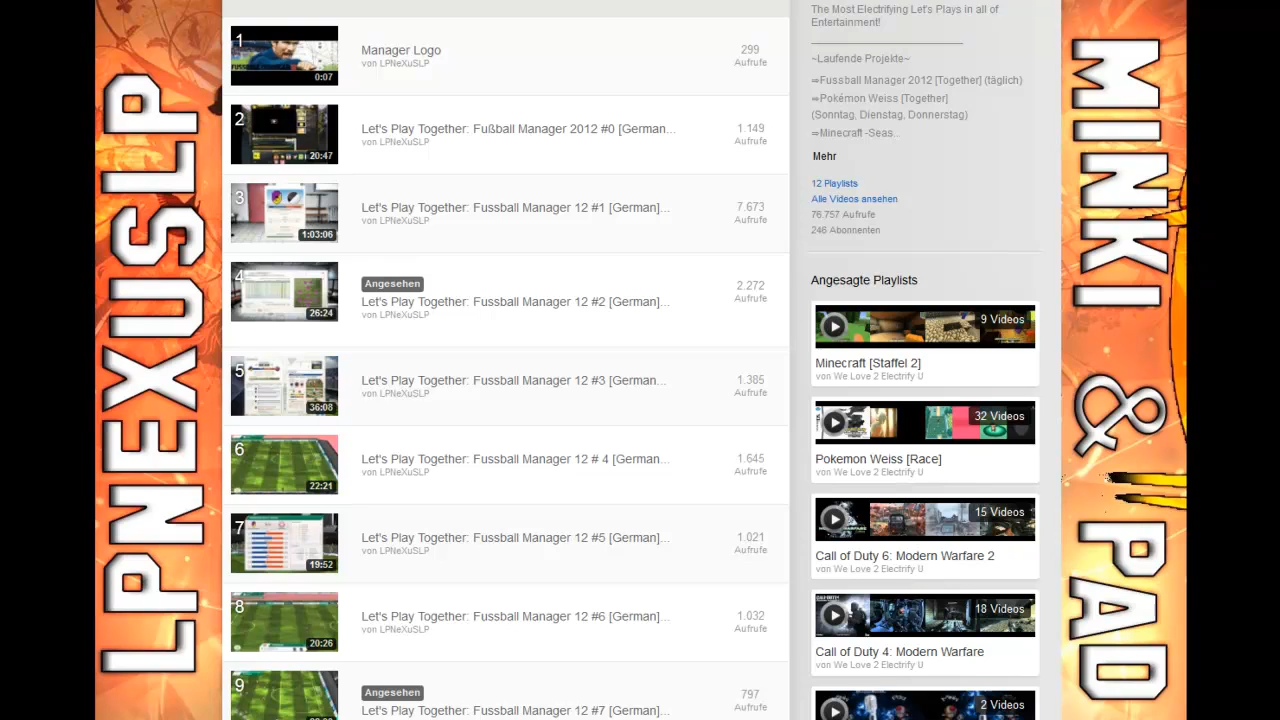 LPNEXUSLP
1
0:07
Manager Logo
von LPNeXuSLP
299
Aufrufe
2
20:47
Let's Play Together: Fußball Manager 2012 #0 [German...
von LPNeXuSLP
1.149
Aufrufe
3
1:03:06
Let's Play Together: Fussball Manager 12 #1 [German]...
von LPNeXuSLP
7.673
Aufrufe
4
26:24
Angesehen
Let's Play Together: Fussball Manager 12 #2 [German]...
von LPNeXuSLP
2.272
Aufrufe
5
36:08
Let's Play Together: Fussball Manager 12 #3 [German...
von LPNeXuSLP
1.385
Aufrufe
6
22:21
Let's Play Together: Fussball Manager 12 # 4 [German...
von LPNeXuSLP
1.645
Aufrufe
7
19:52
Let's Play Together: Fussball Manager 12 #5 [German]...
von LPNeXuSLP
1.021
Aufrufe
8
20:26
Let's Play Together: Fussball Manager 12 #6 [German]...
von LPNeXuSLP
1.032
Aufrufe
9
Angesehen
Let's Play Together: Fussball Manager 12 #7 [German]...
797
Aufrufe
The Most Electrifying Let's Plays in all of
Entertainment!
~Laufende Projekte~
⇒Fussball Manager 2012 [Together] (täglich)
⇒Pokémon Weiss [Together]
(Sonntag, Dienstag, Donnerstag)
⇒Minecraft -Seas...
Mehr
12 Playlists
Alle Videos ansehen
76.757 Aufrufe
246 Abonnenten
Angesagte Playlists
9 Videos
Minecraft [Staffel 2]
von We Love 2 Electrify U
32 Videos
Pokemon Weiss [Race]
von We Love 2 Electrify U
15 Videos
Call of Duty 6: Modern Warfare 2
von We Love 2 Electrify U
18 Videos
Call of Duty 4: Modern Warfare
von We Love 2 Electrify U
2 Videos
MINKI & PAD